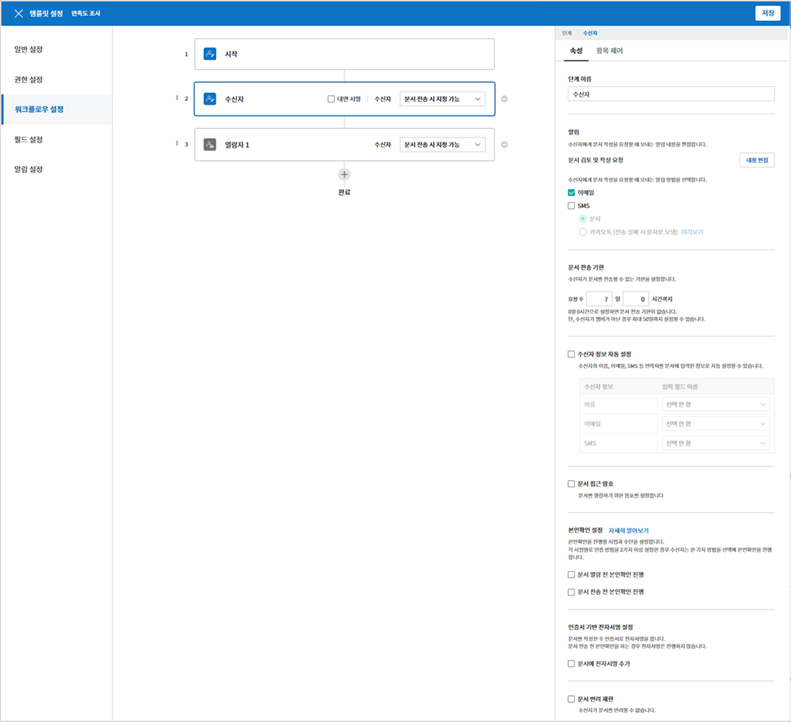 템플릿 설정 만족도 조사
저장
일반 설정
권한 설정
워크플로우 설정
필드 설정
알림 설정
1 시작
2 수신자 대면 서명 수신자 문서 전송 시 지정 가능
3 열람자 1 수신자 문서 전송 시 지정 가능
완료
단계 수신자
속성 항목 제어
단계 이름
수신자
알림
수신자에게 문서 작성을 요청할 때 보내는 알림 내용을 편집합니다.
문서 검토 및 작성 요청 내용 편집
수신자에게 문서 작성을 요청할 때 보내는 알림 방법을 선택합니다.
이메일
SMS
문자
카카오톡 (전송 실패 시 문자로 보냄) 미리보기
문서 전송 기한
수신자가 문서를 전송할 수 있는 기한을 설정합니다.
요청 후 7 일 0 시간까지
0일 0시간으로 설정하면 문서 전송 기한이 없습니다.
단, 수신자가 멤버가 아닌 경우 최대 50일까지 설정할 수 있습니다.
수신자 정보 자동 설정
수신자의 이름, 이메일, SMS 등 연락처를 문서에 입력된 정보로 자동 설정할 수 있습니다.
수신자 정보 입력 필드 이름
이름 선택 안 함
이메일 선택 안 함
SMS 선택 안 함
문서 접근 암호
문서를 열람하기 위한 암호를 설정합니다
본인확인 설정 자세히 알아보기
본인확인을 진행할 시점과 수단을 설정합니다.
각 시점별로 인증 방법을 2가지 이상 설정한 경우 수신자는 한 가지 방법을 선택해 본인확인을 진행
합니다.
문서 열람 전 본인확인 진행
문서 전송 전 본인확인 진행
인증서 기반 전자서명 설정
문서를 작성한 후 인증서로 전자서명을 합니다.
문서 전송 전 본인확인을 하는 경우 전자서명은 진행하지 않습니다.
문서에 전자서명 추가
문서 반려 제한
수신자가 문서를 반려할 수 없습니다.